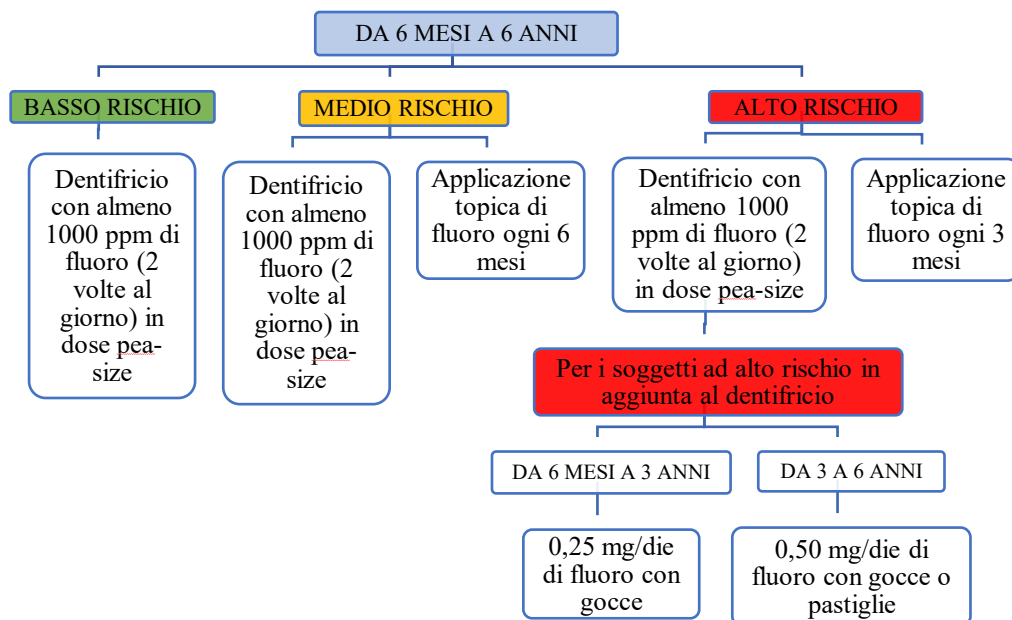 DA 6 MESI A 6 ANNI
BASSO RISCHIO
Dentifricio
con almeno
1000 ppm di
fluoro (2
volte al
giorno) in
dose pea-
size
MEDIO RISCHIO
Dentifricio
con almeno
1000 ppm di
fluoro (2
volte al
giorno) in
dose pea-
size
Applicazione
topica di
fluoro ogni 6
mesi
ALTO RISCHIO
Dentifricio con
almeno 1000
ppm di fluoro (2
volte al giorno)
in dose pea-size
Applicazione
topica di
fluoro ogni 3
mesi
Per i soggetti ad alto rischio in
aggiunta al dentifricio
DA 6 MESI A 3 ANNI
0,25 mg/die
di fluoro con
gocce
DA 3 A 6 ANNI
0,50 mg/die di
fluoro con gocce o
pastiglie